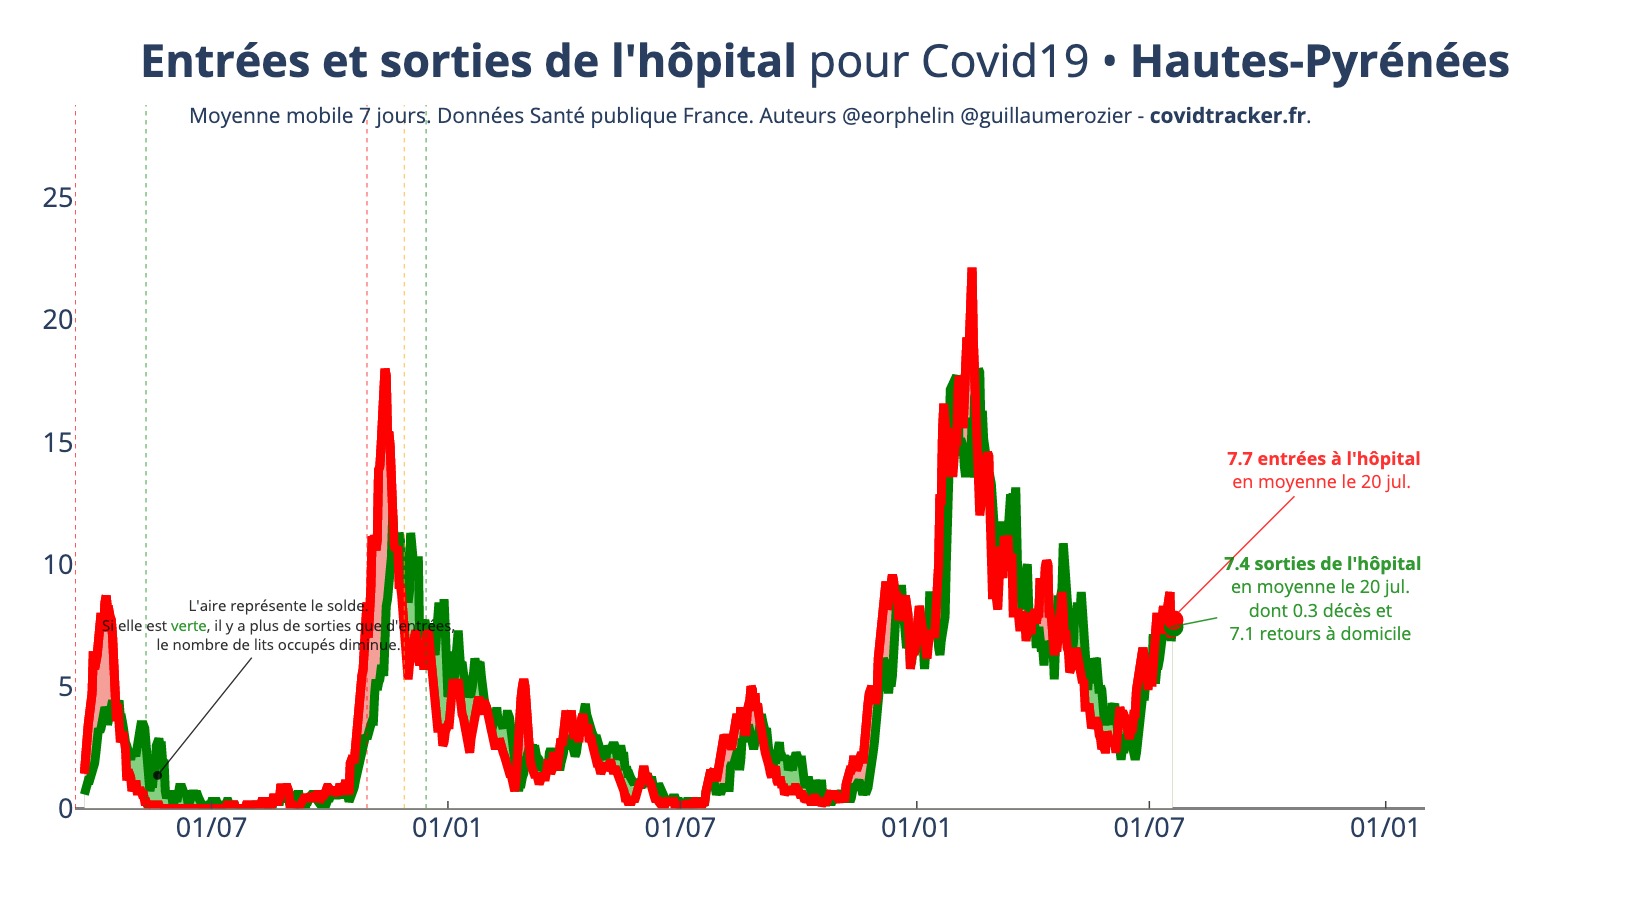 Entrées et sorties de l'hôpital pour Covid19 • Hautes-Pyrénées
Moyenne mobile 7 jours. Données Santé publique France. Auteurs @eorphelin @guillaumerozier - covidtracker.fr.
25
20
15
10
5
0
L'aire représente le solde.
Si elle est verte, il y a plus de sorties que d'entrées,
le nombre de lits occupés diminue.
7.7 entrées à l'hôpital
en moyenne le 20 jul.
7.4 sorties de l'hôpital
en moyenne le 20 jul.
dont 0.3 décès et
7.1 retours à domicile
01/07
01/01
01/07
01/01
01/07
01/01